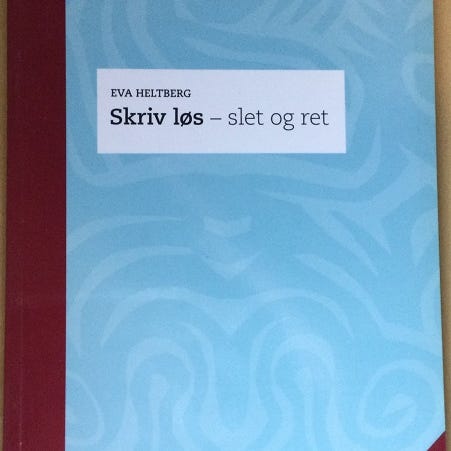 EVA HELTBERG
Skriv løs – slet og ret